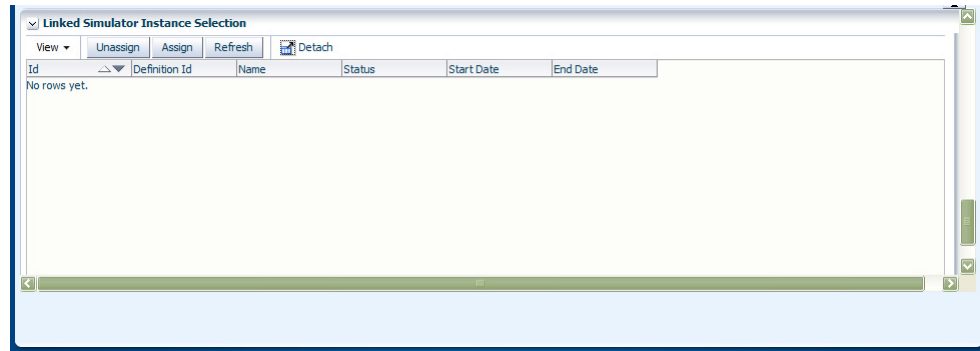 Linked Simulator Instance Selection
View Unassign Assign Refresh Detach
Id Definition Id Name Status Start Date End Date
No rows yet.